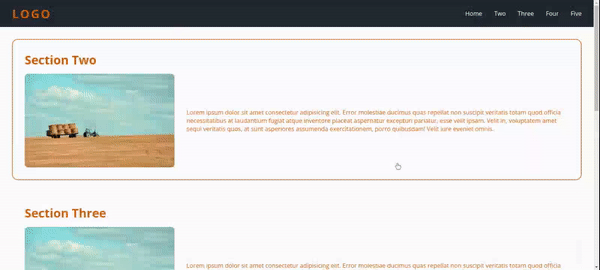 LOGO
Home Two Three Four Five
Section Two
Lorem ipsum dolor sit amet consectetur adipisicing elit. Error molestiae ducimus quas repellat non suscipit veritatis totam quod officia
necessitatibus at laudantium fugiat atque inventore placeat aspernatur excepturi pariatur, esse velit ipsam. Velit in, voluptatem amet
sequi veritatis quas, at sunt asperiores assumenda exercitationem, porro quibusdam! Velit iure eveniet omnis.
Section Three
Lorem ipsum dolor sit amet consectetur adipisicing elit. Error molestiae ducimus quas repellat non suscipit veritatis totam quod officia